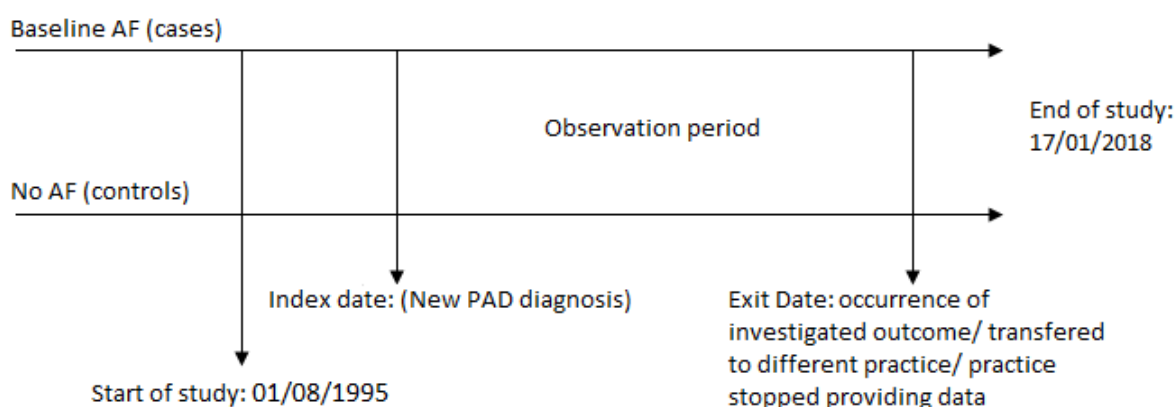 Baseline AF (cases)
Observation period
End of study:
17/01/2018
No AF (controls)
Index date: (New PAD diagnosis)
Exit Date: occurrence of
investigated outcome/ transfered
to different practice/ practice
stopped providing data
Start of study: 01/08/1995